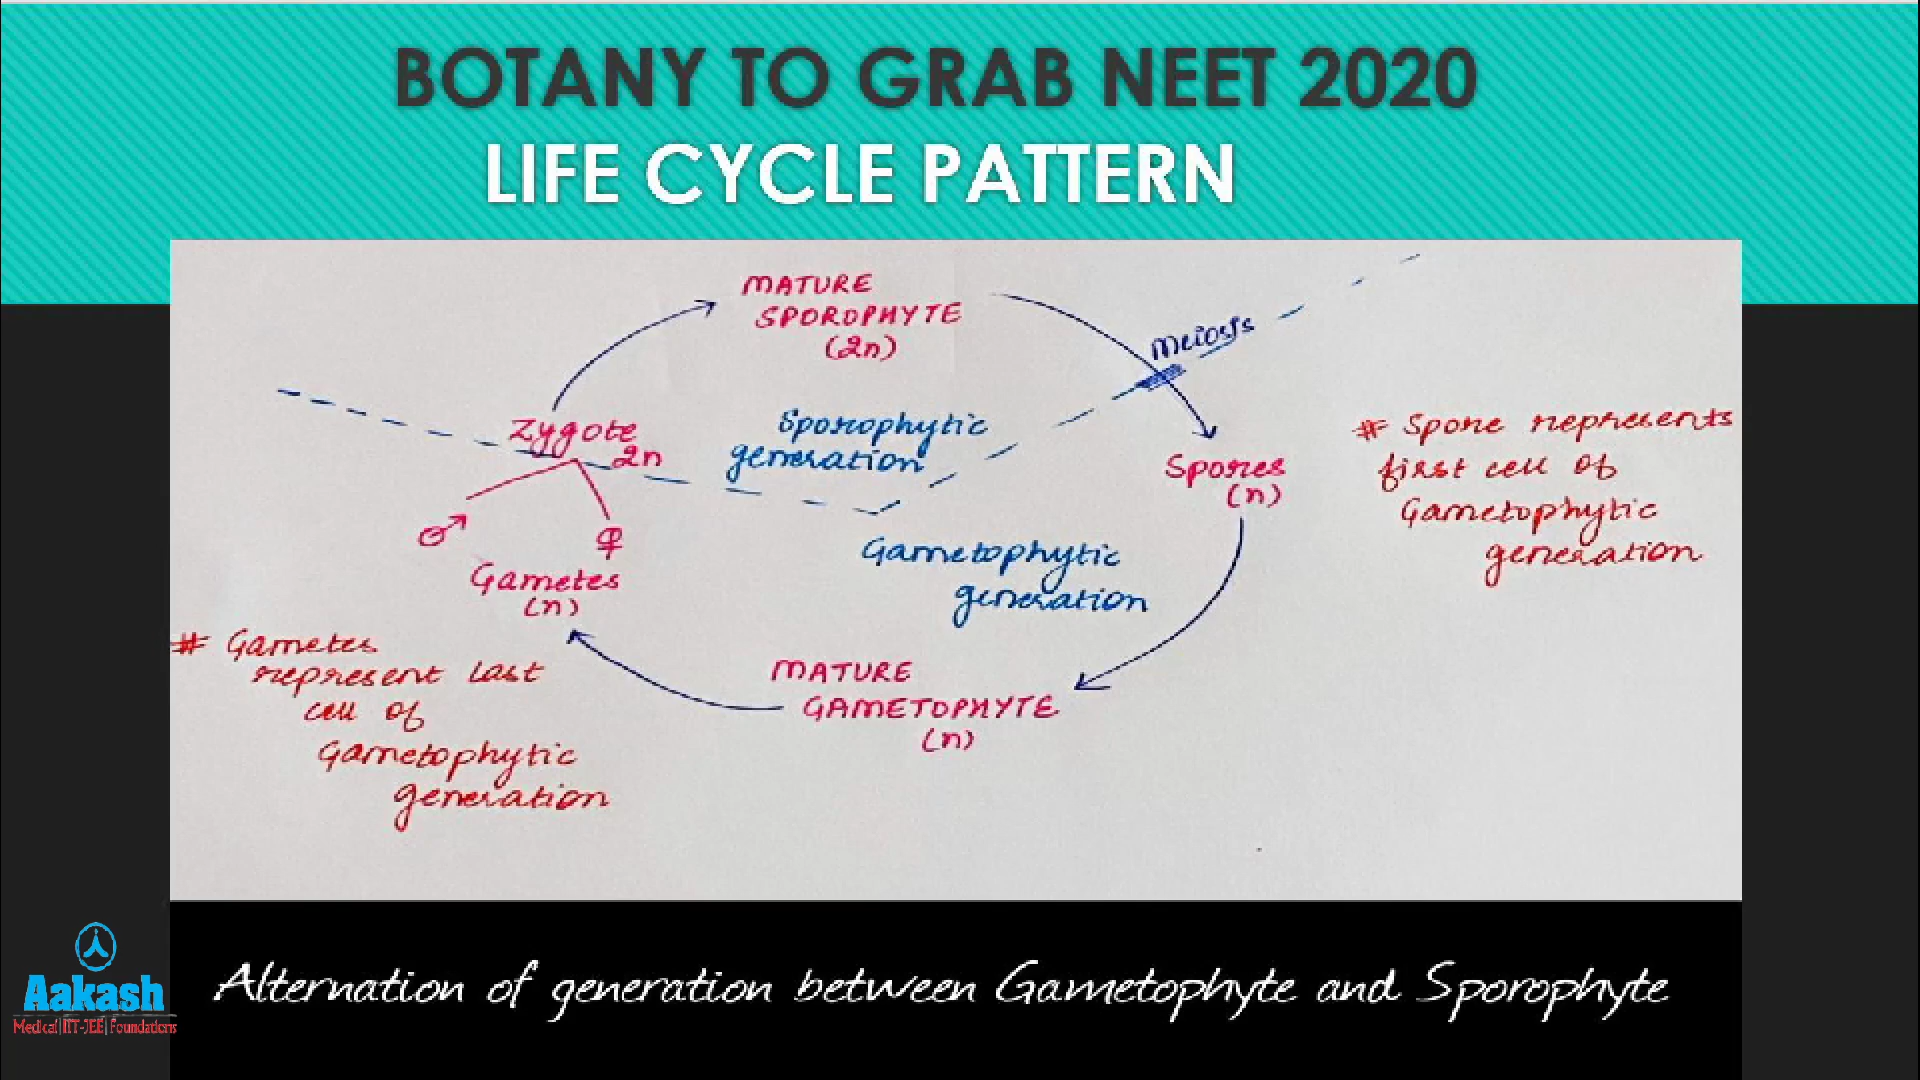 BOTANY TO GRAB NEET 2020
LIFE CYCLE PATTERN
MATURE
SPOROPHYTE
(2n)
Meiosis
Zygote
2n
Sporophytic
generation
Spores
(n)
# Spore represents
first cell of
Gametophytic
generation
♂
♀
Gametes
(n)
Gametophytic
generation
# Gametes
represent last
cell of
Gametophytic
generation
MATURE
GAMETOPHYTE
(n)
Aakash
Medical|IIT-JEE|Foundations
Alternation of generation between Gametophyte and Sporophyte